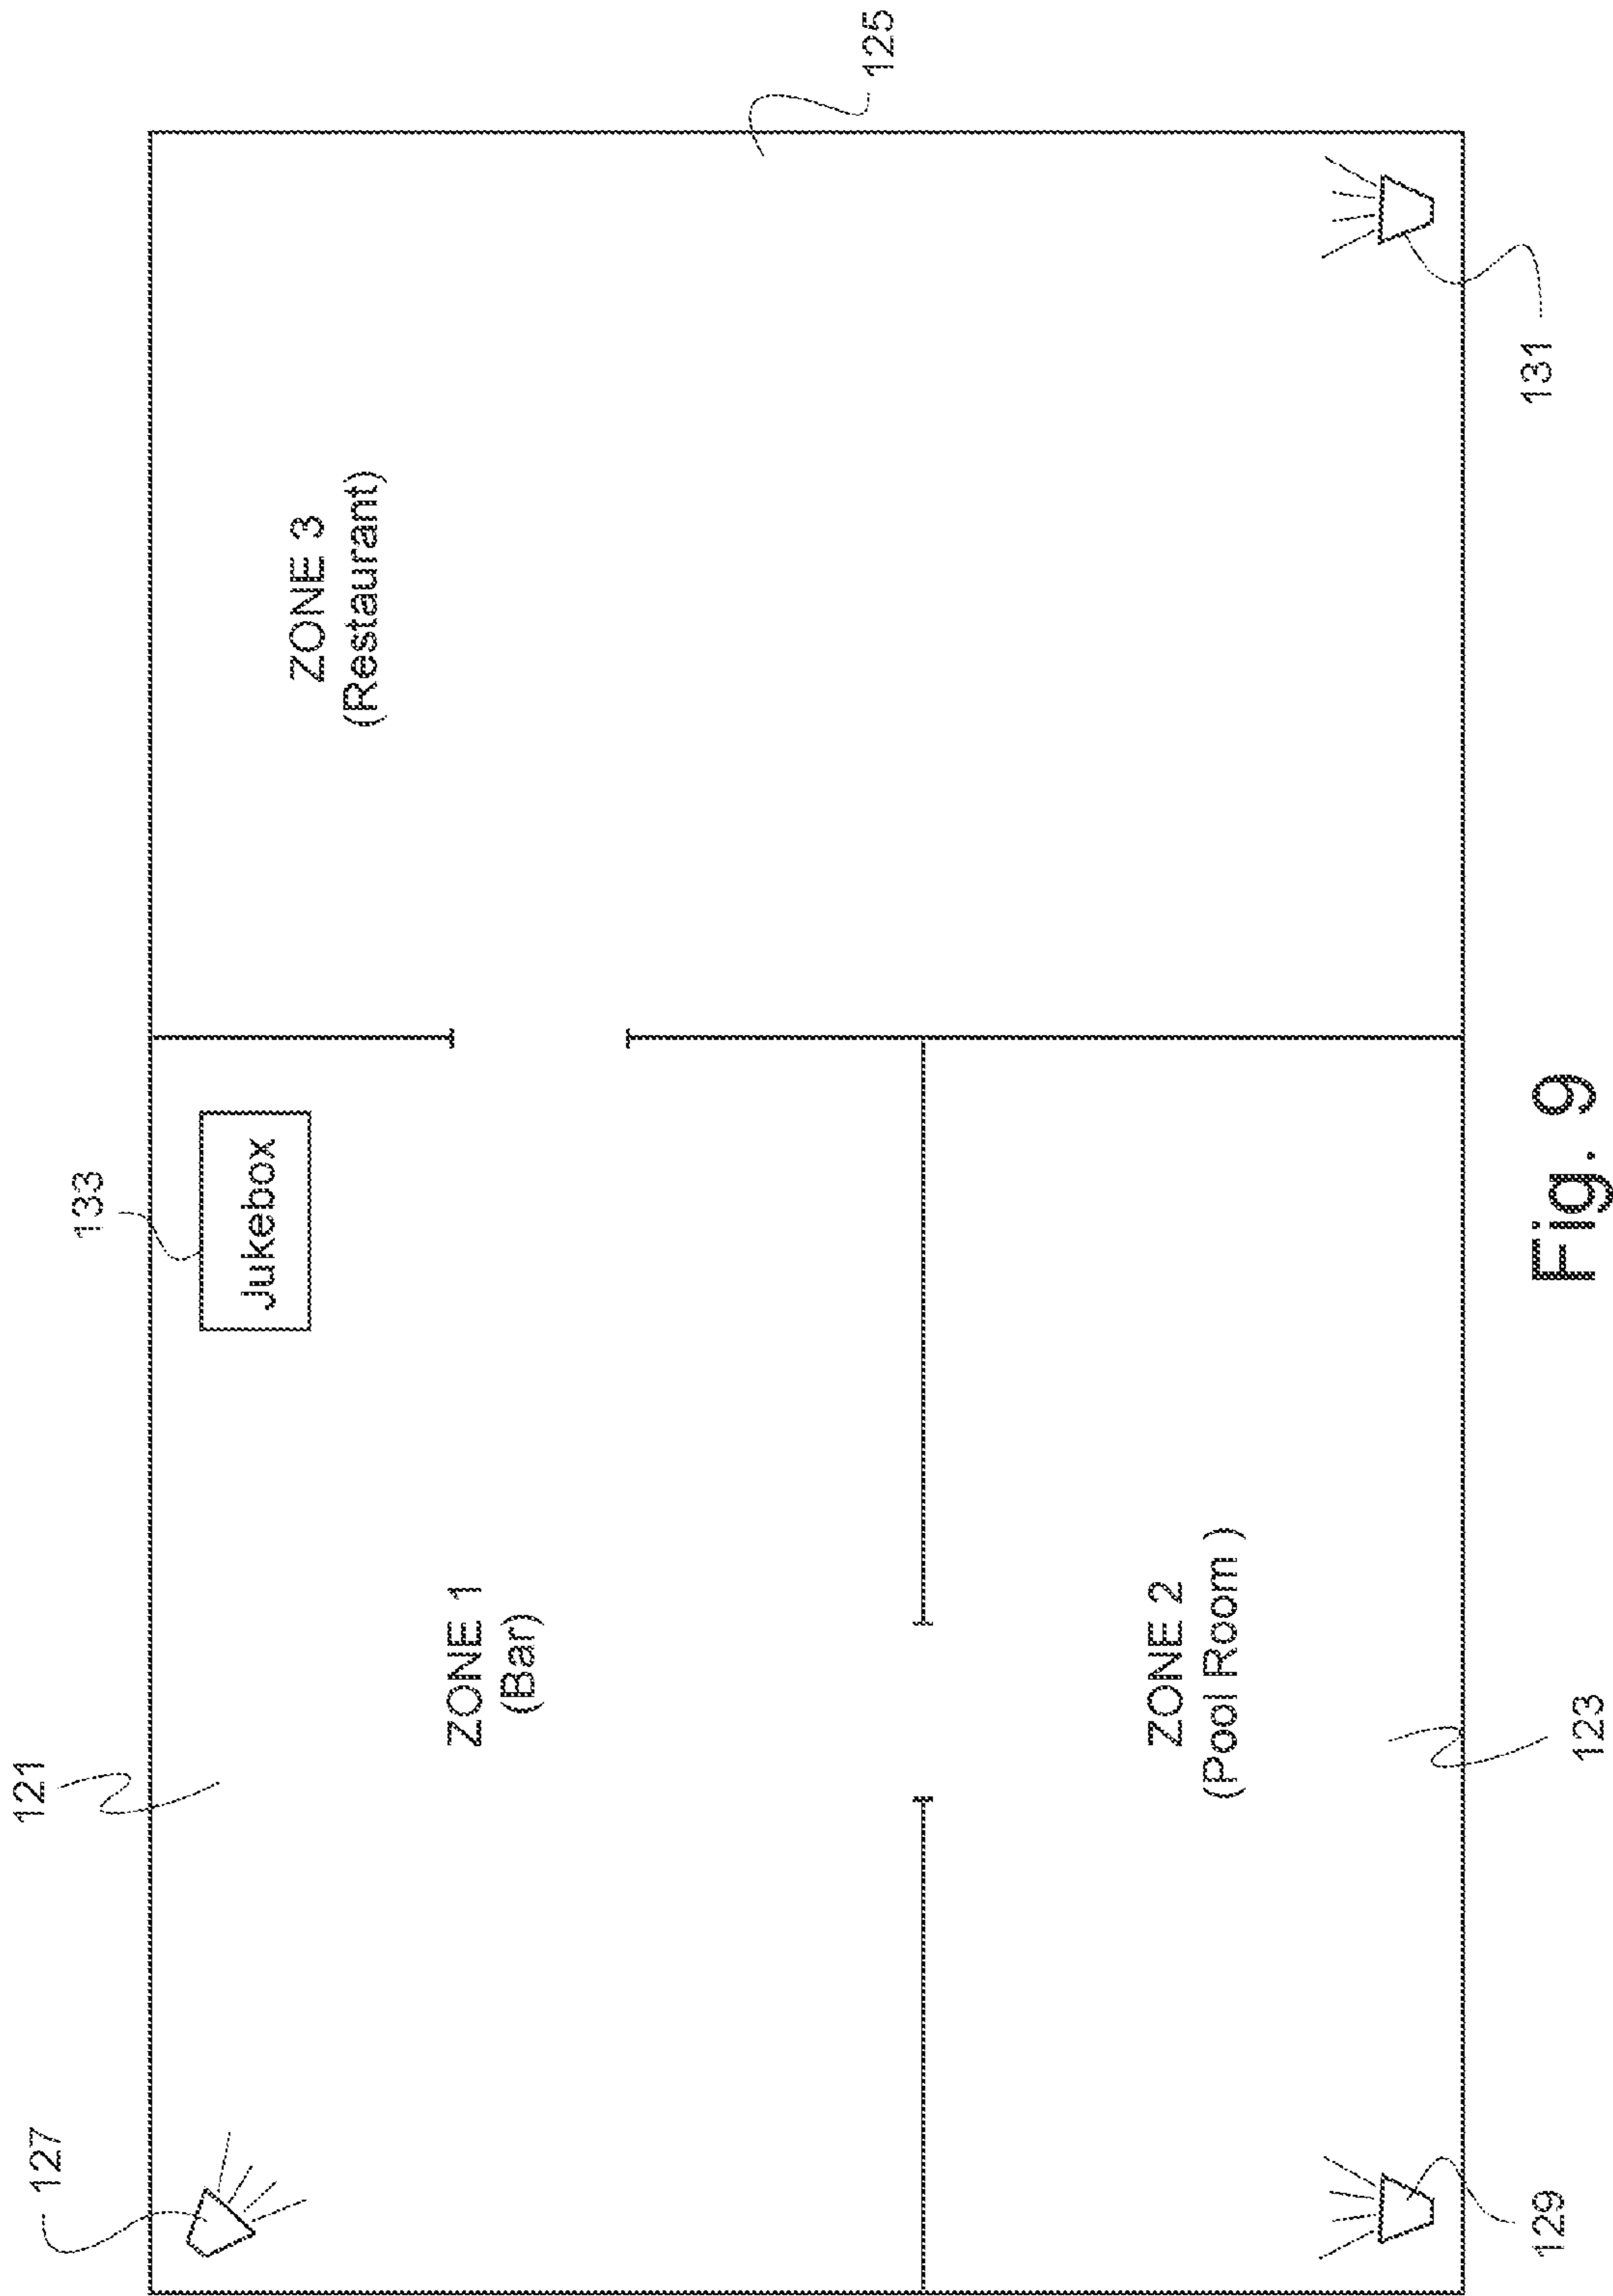 127
121
133
Jukebox
ZONE 1
(Bar)
ZONE 3
(Restaurant)
125
ZONE 2
(Pool Room )
129
123
131
Fig. 9